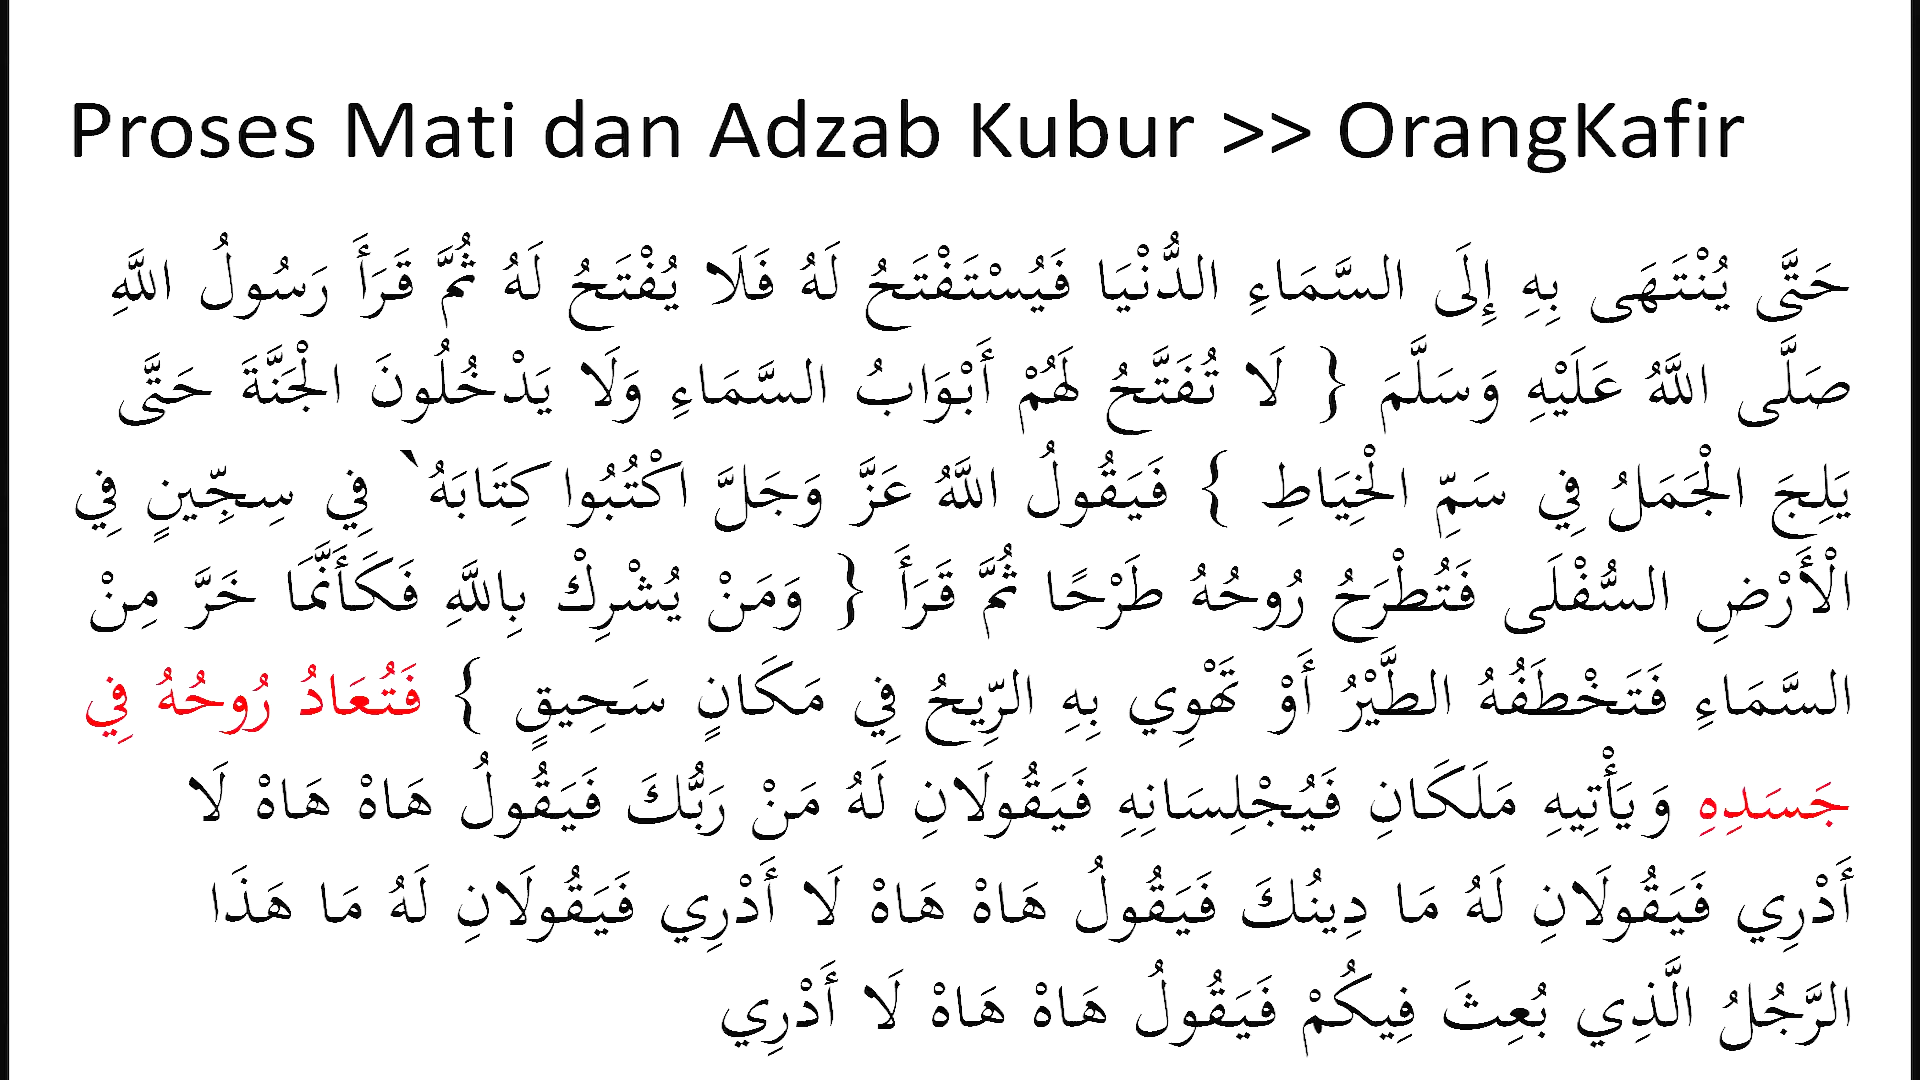 Proses Mati dan Adzab Kubur >> OrangKafir
حَتَّى يُنْتَهَى بِهِ إِلَى السَّمَاءِ الدُّنْيَا فَيُسْتَفْتَحُ لَهُ فَلَا يُفْتَحُ لَهُ ثُمَّ قَرَأَ رَسُولُ اللَّهِ
صَلَّى اللَّهُ عَلَيْهِ وَسَلَّمَ { لَا تُفَتَّحُ لَهُمْ أَبْوَابُ السَّمَاءِ وَلَا يَدْخُلُونَ الْجَنَّةَ حَتَّى
يَلِجَ الْجَمَلُ فِي سَمِّ الْخِيَاطِ } فَيَقُولُ اللَّهُ عَزَّ وَجَلَّ اكْتُبُوا كِتَابَهُ` فِي سِجِّينٍ فِي
الْأَرْضِ السُّفْلَى فَتُطْرَحُ رُوحُهُ طَرْحًا ثُمَّ قَرَأَ { وَمَنْ يُشْرِكْ بِاللَّهِ فَكَأَنَّمَا خَرَّ مِنْ
السَّمَاءِ فَتَخْطَفُهُ الطَّيْرُ أَوْ تَهْوِي بِهِ الرِّيحُ فِي مَكَانٍ سَحِيقٍ } فَتُعَادُ رُوحُهُ فِي
جَسَدِهِ وَيَأْتِيهِ مَلَكَانِ فَيُجْلِسَانِهِ فَيَقُولَانِ لَهُ مَنْ رَبُّكَ فَيَقُولُ هَاهْ هَاهْ لَا
أَدْرِي فَيَقُولَانِ لَهُ مَا دِينُكَ فَيَقُولُ هَاهْ هَاهْ لَا أَدْرِي فَيَقُولَانِ لَهُ مَا هَذَا
الرَّجُلُ الَّذِي بُعِثَ فِيكُمْ فَيَقُولُ هَاهْ هَاهْ لَا أَدْرِي